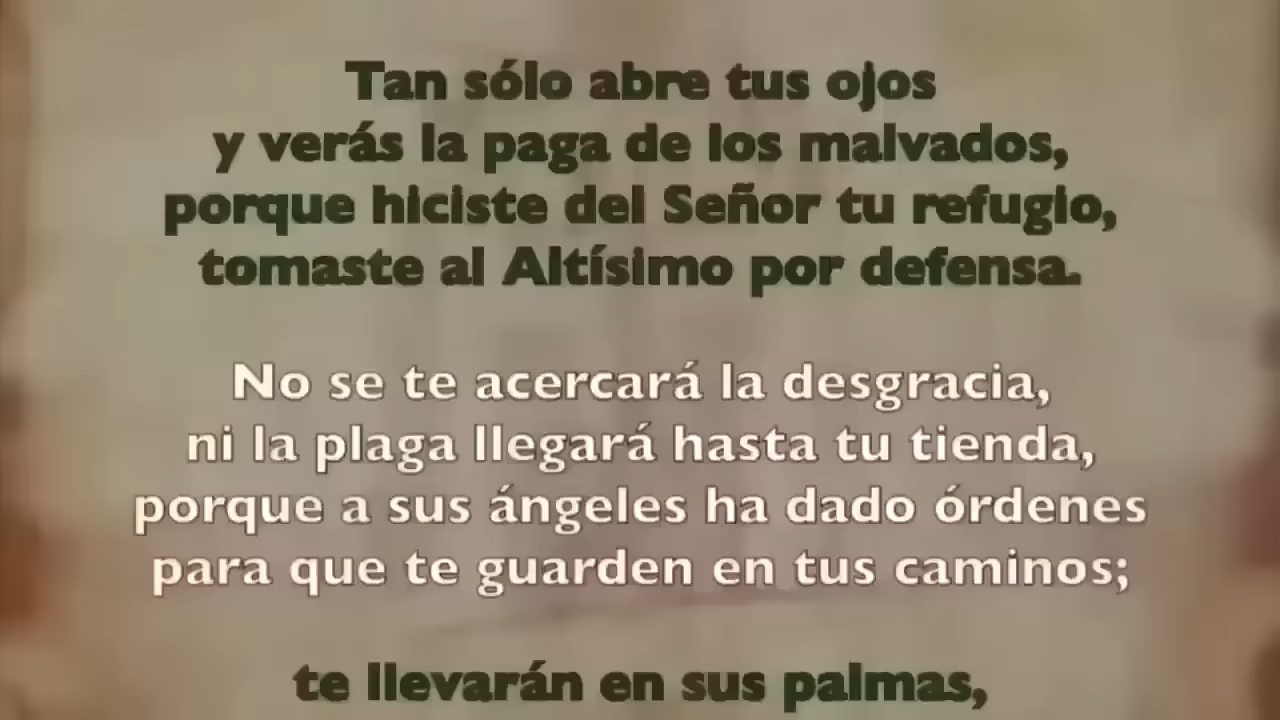 Tan sólo abre tus ojos
y verás la paga de los malvados,
porque hiciste del Señor tu refugio,
tomaste al Altísimo por defensa.
No se te acercará la desgracia,
ni la plaga llegará hasta tu tienda,
porque a sus ángeles ha dado órdenes
para que te guarden en tus caminos;
te llevarán en sus palmas,